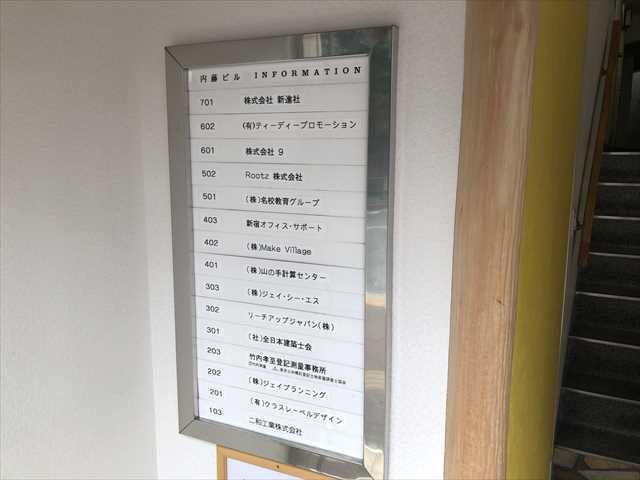 内藤ビル INFORMATION
701 株式会社 新進社
602 (有)ティーディープロモーション
601 株式会社 9
502 Rootz 株式会社
501 (株)名校教育グループ
403 新宿オフィス・サポート
402 (株)Make Village
401 (株)山の手計算センター
303 (株)ジェイ・シー・エス
302 リーチアップジャパン(株)
301 (社)全日本建築士会
203 竹内孝至登記測量事務所
202 (株)ジェイプランニング
201 (有)クラスレーベルデザイン
103 二和工業株式会社